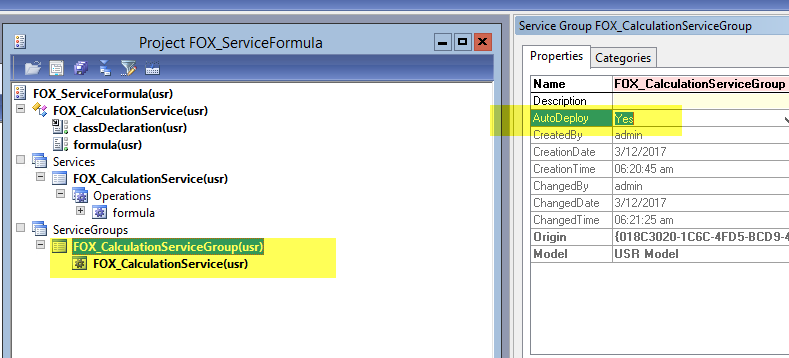 Project FOX_ServiceFormula
FOX_ServiceFormula(usr)
FOX_CalculationService(usr)
classDeclaration(usr)
formula(usr)
Services
FOX_CalculationService(usr)
Operations
formula
ServiceGroups
FOX_CalculationServiceGroup(usr)
FOX_CalculationService(usr)
Service Group FOX_CalculationServiceGroup
Properties Categories
Name FOX_CalculationServiceGroup
Description
AutoDeploy Yes
CreatedBy admin
CreationDate 3/12/2017
CreationTime 06:20:45 am
ChangedBy admin
ChangedDate 3/12/2017
ChangedTime 06:21:25 am
Origin {018C3020-1C6C-4FD5-BCD9-4
Model USR Model